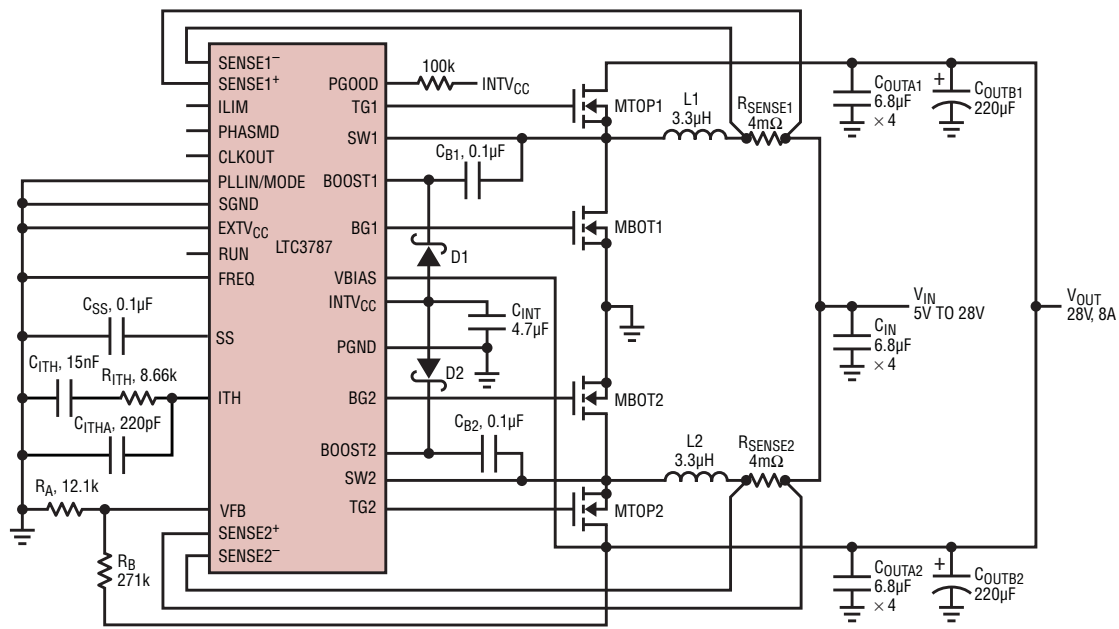 SENSE1–
SENSE1+
ILIM
PHASMD
CLKOUT
PLLIN/MODE
SGND
EXTVCC
RUN
FREQ
SS
ITH
VFB
SENSE2+
SENSE2–
LTC3787
PGOOD
TG1
SW1
BOOST1
BG1
VBIAS
INTVCC
PGND
BG2
BOOST2
SW2
TG2
100k
INTVCC
CB1, 0.1µF
D1
CINT
4.7µF
D2
CB2, 0.1µF
MTOP1
MBOT1
MBOT2
MTOP2
L1
3.3µH
RSENSE1
4mΩ
L2
3.3µH
RSENSE2
4mΩ
COUTA1
6.8µF
× 4
+
COUTB1
220µF
VIN
5V TO 28V
CIN
6.8µF
× 4
VOUT
28V, 8A
COUTA2
6.8µF
× 4
+
COUTB2
220µF
CSS, 0.1µF
CITH, 15nF
RITH, 8.66k
CITHA, 220pF
RA, 12.1k
RB
271k